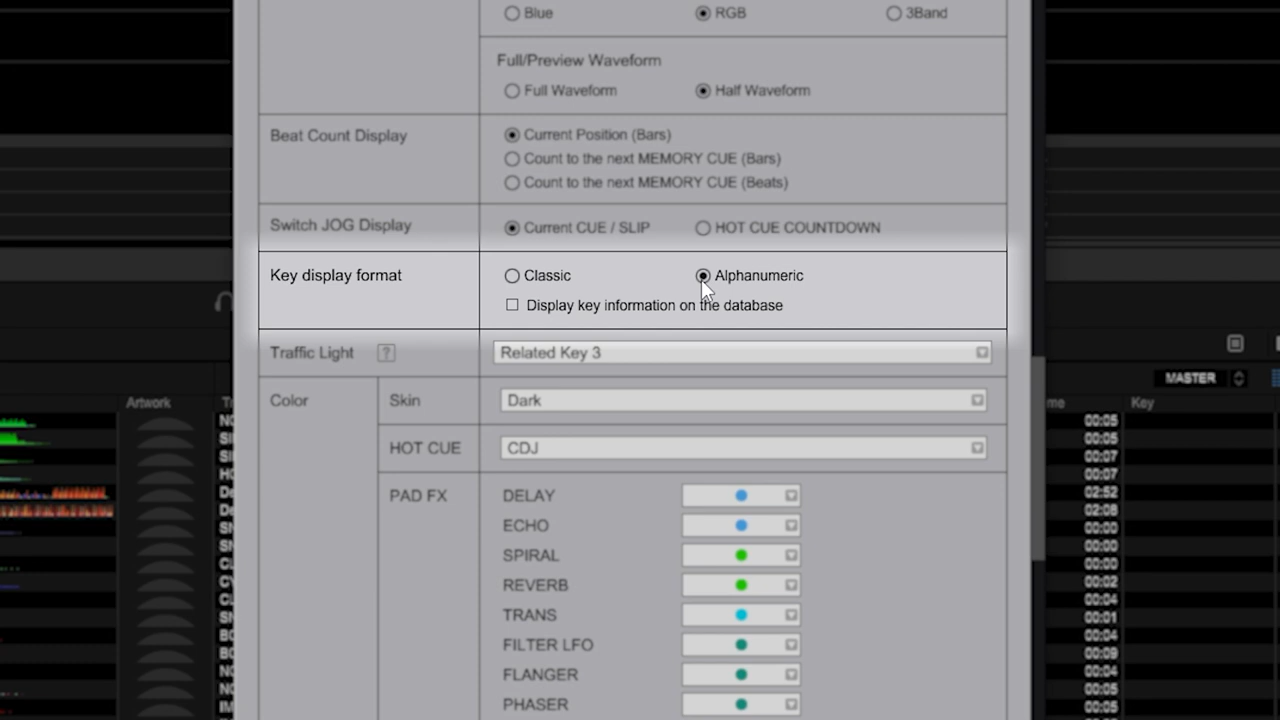 Blue RGB 3Band
Full/Preview Waveform
Full Waveform Half Waveform
Beat Count Display Current Position (Bars)
Count to the next MEMORY CUE (Bars)
Count to the next MEMORY CUE (Beats)
Switch JOG Display Current CUE / SLIP HOT CUE COUNTDOWN
Key display format Classic Alphanumeric
Display key information on the database
Traffic Light ? Related Key 3
MASTER
Color Skin Dark
Artwork Key
HOT CUE CDJ
PAD FX DELAY
ECHO
SPIRAL
REVERB
TRANS
FILTER LFO
FLANGER
PHASER
00:05
00:05
00:07
00:07
02:52
02:08
00:00
00:00
00:00
00:02
00:04
00:01
00:04
00:09
00:04
00:05
00:05